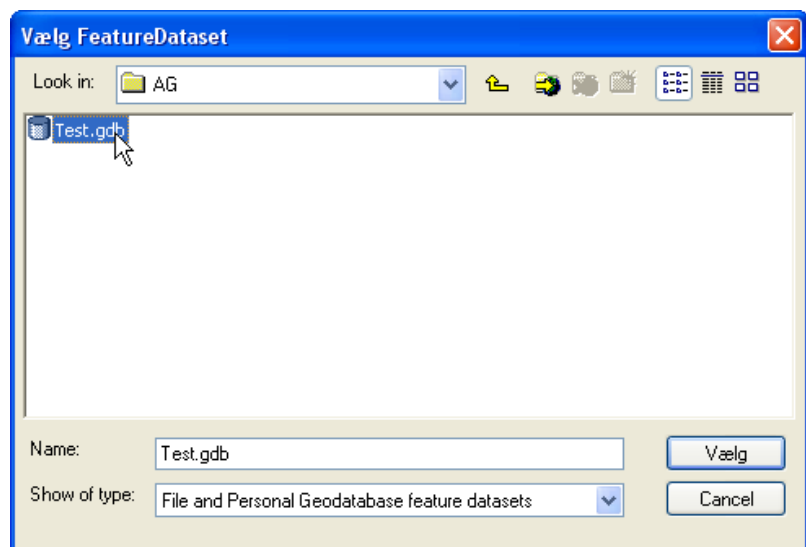 Vælg FeatureDataset
Look in: AG
Test.gdb
Name: Test.gdb Vælg
Show of type: File and Personal Geodatabase feature datasets Cancel